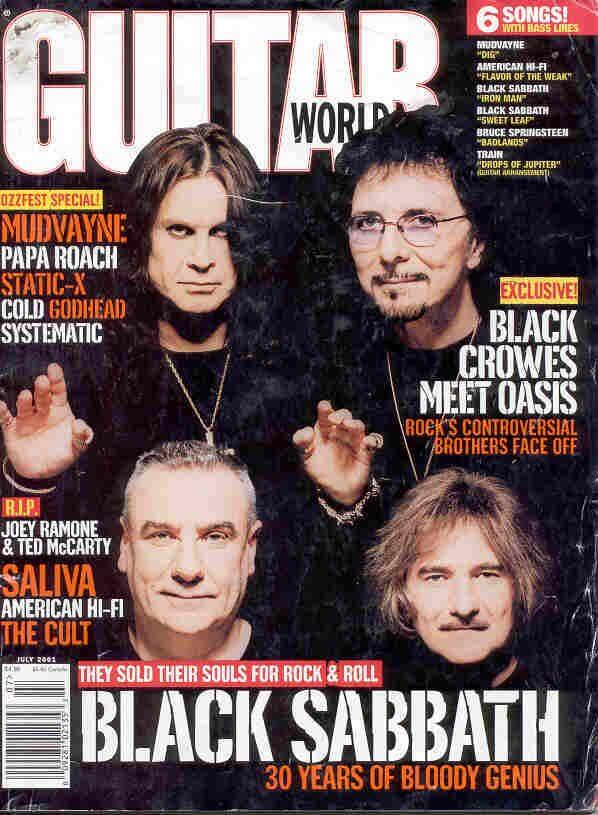 GUITAR
WORLD
6 SONGS!
WITH BASS LINES
MUDVAYNE
"DIG"
AMERICAN HI-FI
"FLAVOR OF THE WEAK"
BLACK SABBATH
"IRON MAN"
BLACK SABBATH
"SWEET LEAF"
BRUCE SPRINGSTEEN
"BADLANDS"
TRAIN
"DROPS OF JUPITER"
(GUITAR ARRANGEMENT)
OZZFEST SPECIAL!
MUDVAYNE
PAPA ROACH
STATIC-X
COLD GODHEAD
SYSTEMATIC
EXCLUSIVE!
BLACK
CROWES
MEET OASIS
ROCK'S CONTROVERSIAL
BROTHERS FACE OFF
R.I.P.
JOEY RAMONE
& TED McCARTY
SALIVA
AMERICAN HI-FI
THE CULT
JULY 2001
07>
THEY SOLD THEIR SOULS FOR ROCK & ROLL
BLACK SABBATH
30 YEARS OF BLOODY GENIUS